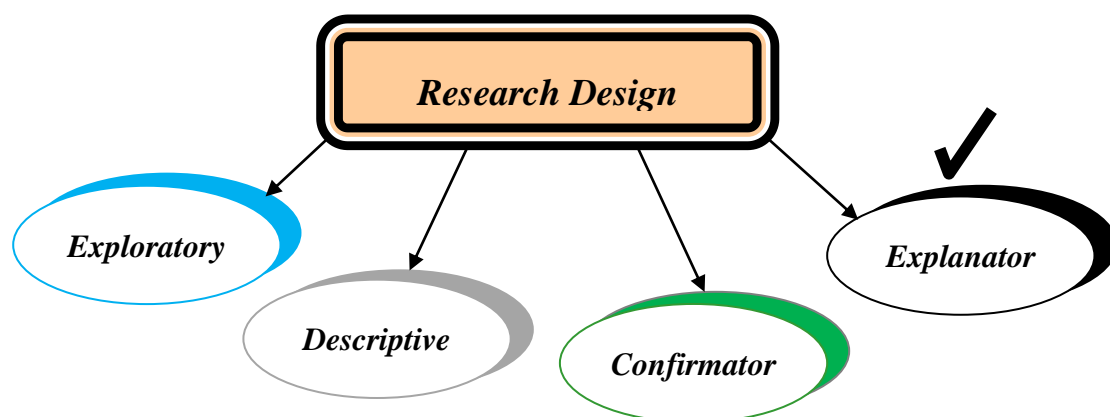 Research Design
Exploratory
Explanator
Descriptive
Confirmator